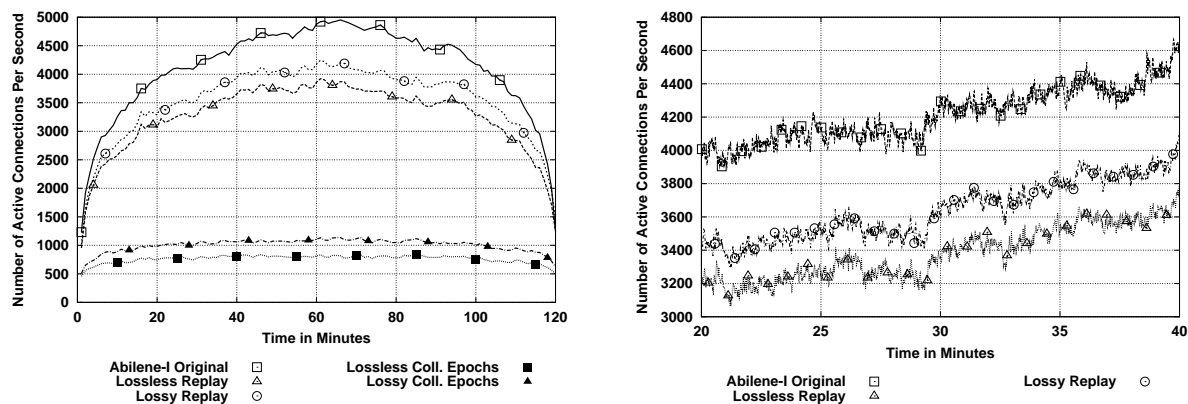 Number of Active Connections Per Second
5000
4500
4000
3500
3000
2500
2000
1500
1000
500
0
0 20 40 60 80 100 120
Time in Minutes
Abilene-I Original
Lossless Replay
Lossy Replay
Lossless Coll. Epochs
Lossy Coll. Epochs
Number of Active Connections Per Second
4800
4600
4400
4200
4000
3800
3600
3400
3200
3000
20 25 30 35 40
Time in Minutes
Abilene-I Original
Lossless Replay
Lossy Replay